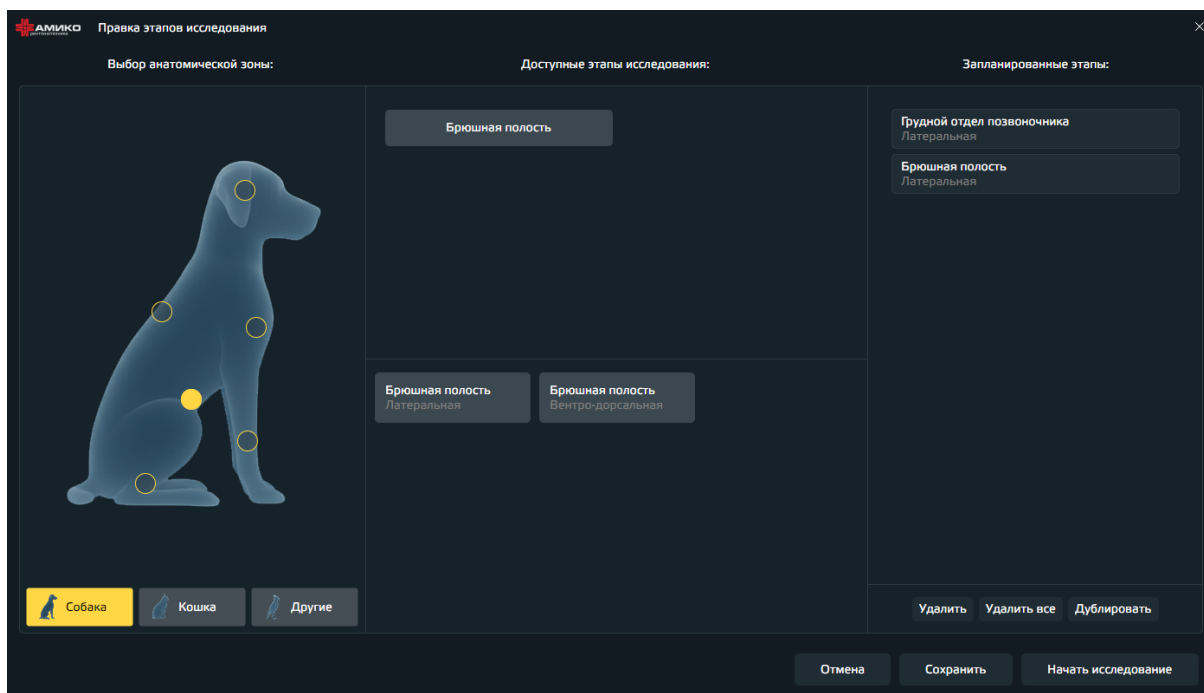 АМИКО
Правка этапов исследования
Выбор анатомической зоны:
Доступные этапы исследования:
Запланированные этапы:
Брюшная полость
Грудной отдел позвоночника
Латеральная
Брюшная полость
Латеральная
Брюшная полость
Латеральная
Брюшная полость
Вентро-дорсальная
Собака
Кошка
Другие
Удалить
Удалить все
Дублировать
Отмена
Сохранить
Начать исследование